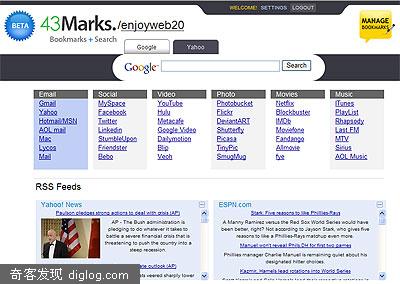 WELCOME! SETTINGS LOGOUT
BETA
43Marks./enjoyweb20
Bookmarks + Search
MANAGE
BOOKMARKS
Google Yahoo
Google Search
Email Social Video Photo Movies Music
Gmail MySpace YouTube Photobucket Netflix iTunes
Yahoo Facebook Hulu Flickr Blockbuster PlayList
Hotmail/MSN Twitter Metacafe DeviantART IMDb Rhapsody
AOL mail Linkedin Google Video Shutterfly Moviefone Last FM
Mac StumbleUpon Dailymotion Picasa Fandango MTV
Lycos Friendster Blip TV TinyPic Allmovie Sirius
Mail Bebo Veoh SmugMug fye AOL Music
RSS Feeds
Yahoo! News
Paulson pledges strong actions to deal with crisis (AP)
AP - The Bush administration is
pledging to do whatever it takes to
battle a severe financial crisis that is
threatening to push the country into a
steep recession.
outlook (AP)
steered sharply lower
ESPN.com
Stark: Five reasons to like Phillies-Rays
A Manny Ramirez versus the Red Sox World Series would
have been better, right? Not according to Jayson Stark, who gives five
reasons to like a Phillies-Rays matchup even more.
Manuel won't reveal Phils DH for first two games
Phillies manager Charlie Manuel is remaining quiet about his
designated hitter choices.
Kazmir, Hamels lead rotations into World Series
奇客发现 diglog.com